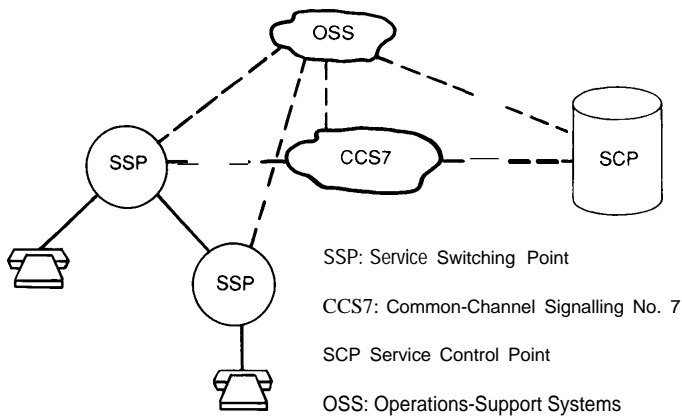 OSS
CCS7
SSP
SCP
SSP
SSP: Service Switching Point
CCS7: Common-Channel Signalling No. 7
SCP Service Control Point
OSS: Operations-Support Systems